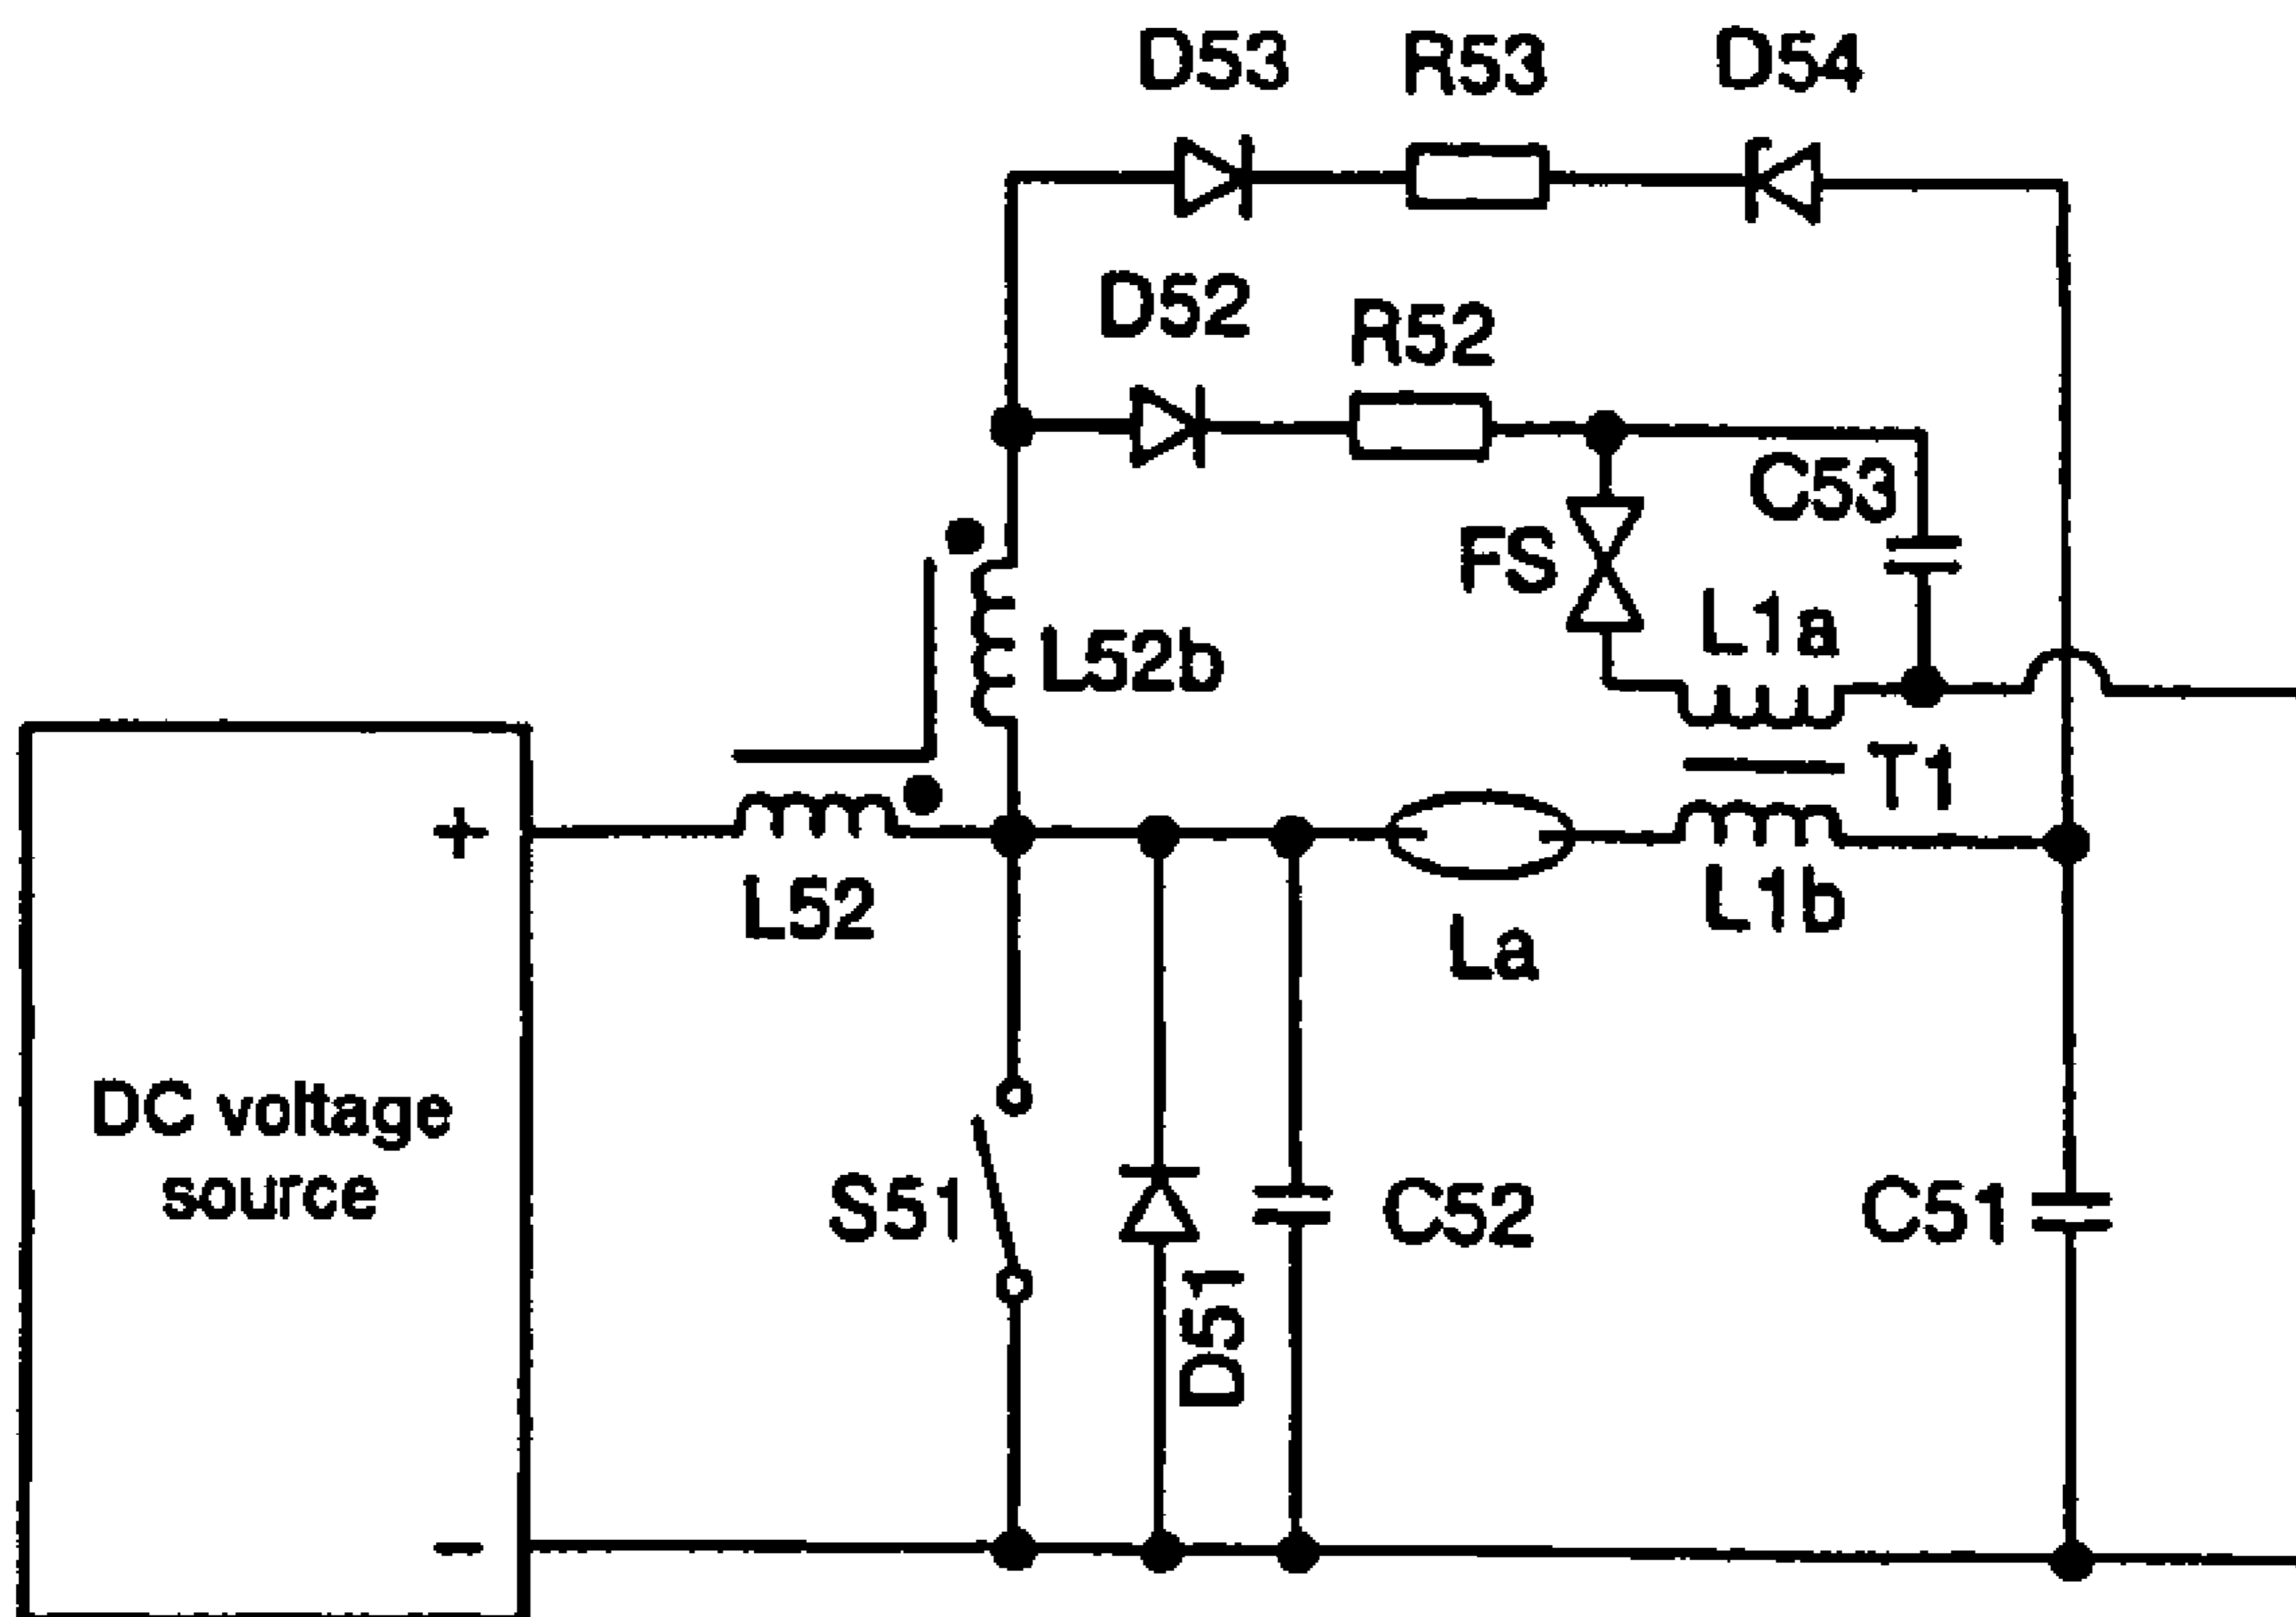 D53 R53 D54
D52 R52
C53
FS
L1a
L52b
T1
+
L52
L1b
La
DC voltage
source
S51
C52
C51
D51
−